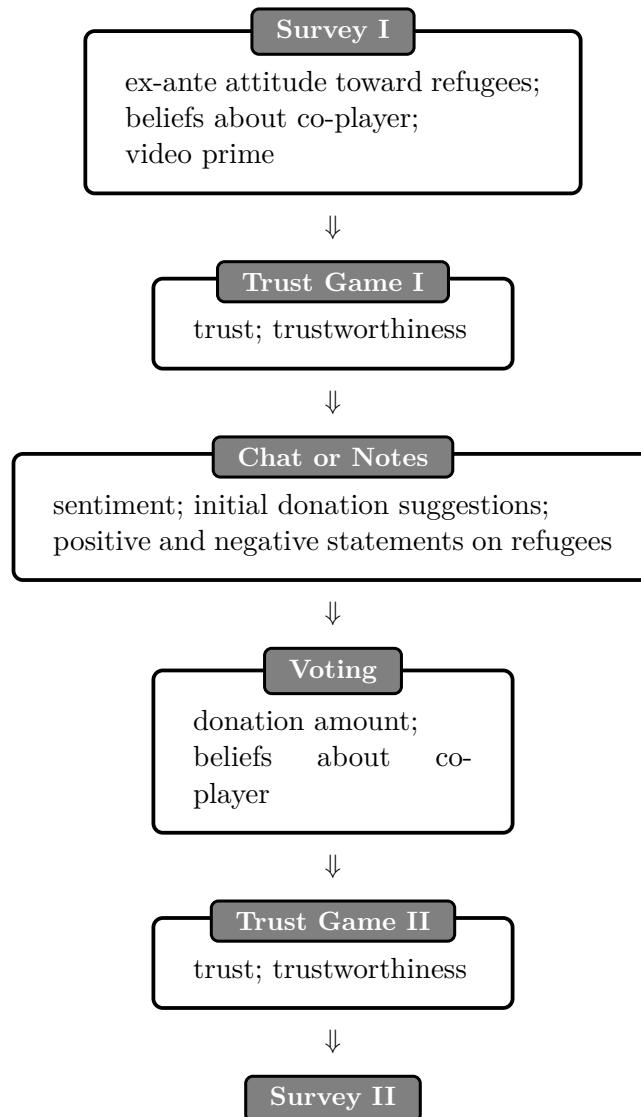 Survey I
ex-ante attitude toward refugees;
beliefs about co-player;
video prime
⇓
Trust Game I
trust; trustworthiness
⇓
Chat or Notes
sentiment; initial donation suggestions;
positive and negative statements on refugees
⇓
Voting
donation amount;
beliefs about co-
player
⇓
Trust Game II
trust; trustworthiness
⇓
Survey II